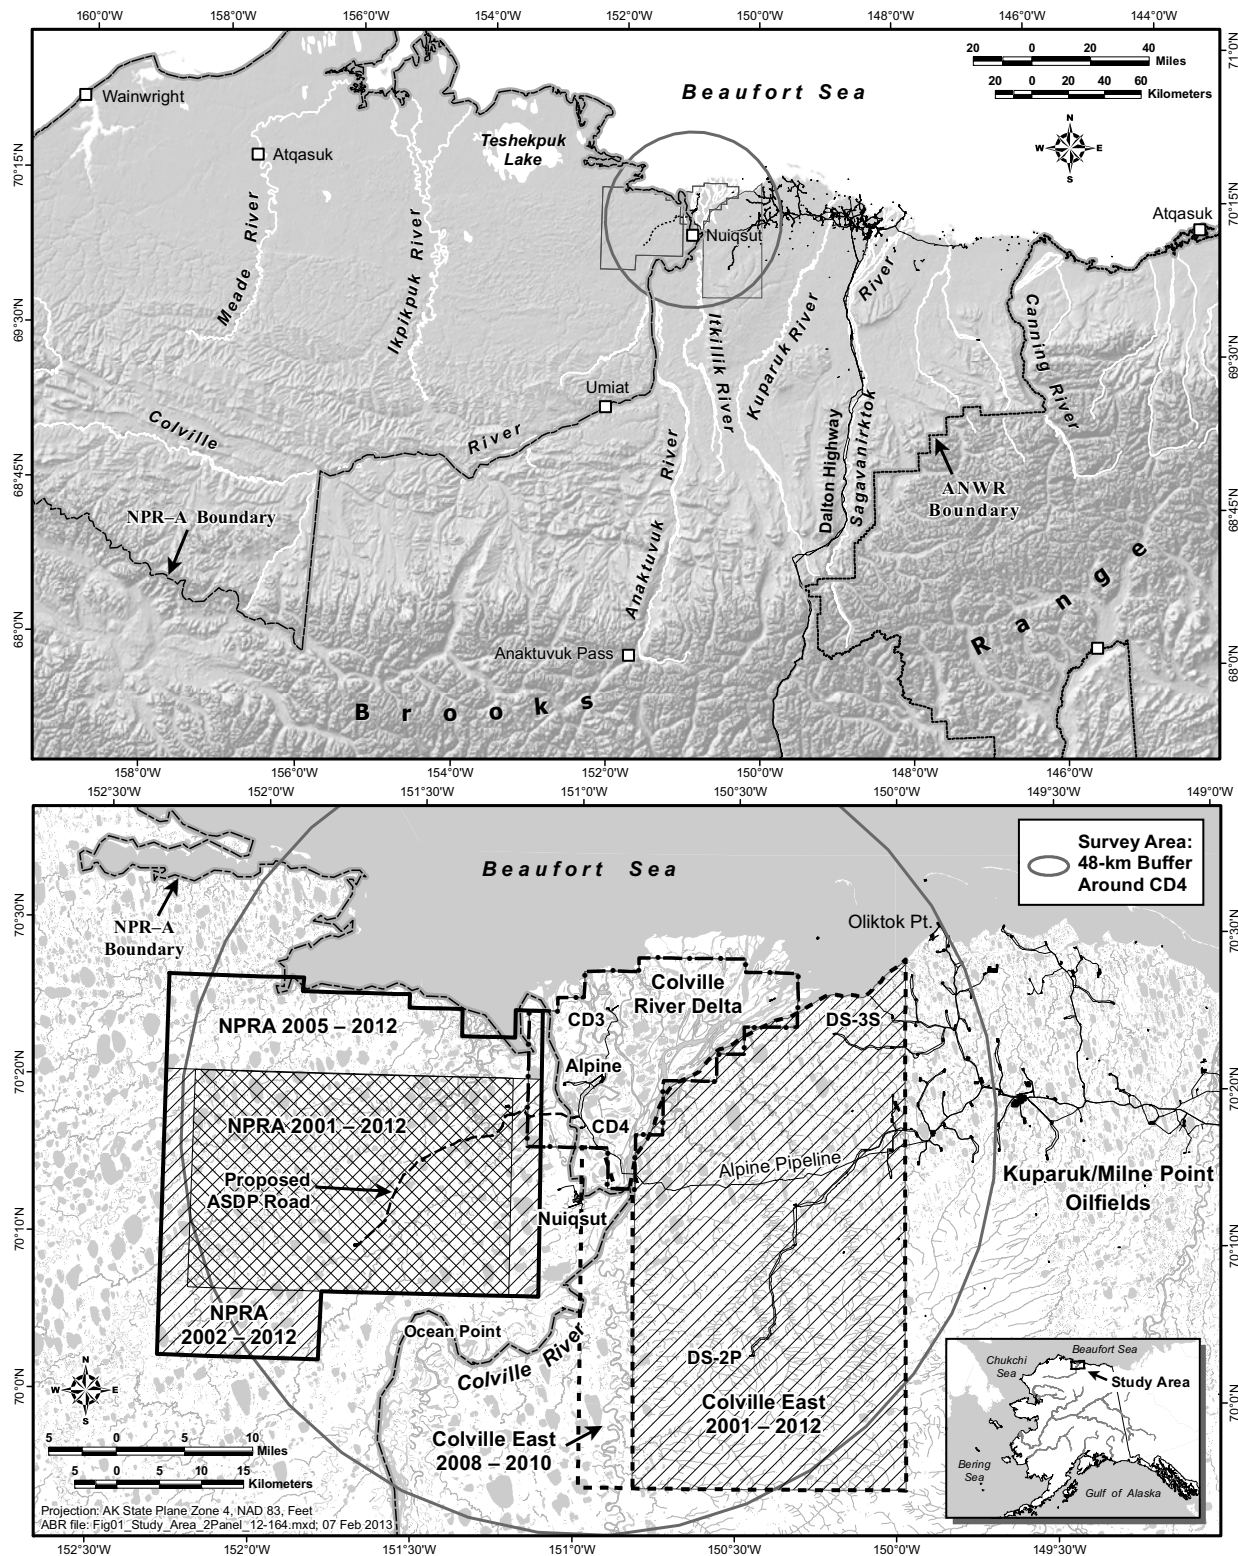 160°0'W 158°0'W 156°0'W 154°0'W 152°0'W 150°0'W 148°0'W 146°0'W 144°0'W
20 0 20 40
Miles
20 0 20 40 60
Kilometers
71°0'N
Beaufort Sea
Wainwright
N
W E
S
Teshekpuk
Lake
Atqasuk
70°15'N
70°15'N
Atqasuk
Nuiqsut
Meade River
Ikpikpuk River
Itkillik River
Kuparuk River
River
Canning River
69°30'N
69°30'N
Umiat
Colville
River
River
Dalton Highway
Sagavanirktok
68°45'N
68°45'N
ANWR
Boundary
NPR–A Boundary
Anaktuvuk
68°0'N
68°0'N
Anaktuvuk Pass
Range
Brooks
158°0'W 156°0'W 154°0'W 152°0'W 150°0'W 148°0'W 146°0'W
152°30'W 152°0'W 151°30'W 151°0'W 150°30'W 150°0'W 149°30'W 149°0'W
Survey Area:
48-km Buffer
Around CD4
Beaufort Sea
NPR–A
Boundary
70°30'N
70°30'N
Oliktok Pt.
Colville
River Delta
NPRA 2005 – 2012
CD3
DS-3S
Alpine
70°20'N
70°20'N
NPRA 2001 – 2012
CD4
Alpine Pipeline
Kuparuk/Milne Point
Oilfields
Proposed
ASDP Road
Nuiqsut
70°10'N
70°10'N
NPRA
2002 – 2012
Ocean Point
Colville River
DS-2P
N
W E
S
70°0'N
70°0'N
Colville East
2001 – 2012
Colville East
2008 – 2010
5 0 5 10
Miles
5 0 5 10 15
Kilometers
Beaufort Sea
Chukchi
Sea
Study Area
Bering
Sea
Gulf of Alaska
Projection: AK State Plane Zone 4, NAD 83, Feet
ABR file: Fig01_Study_Area_2Panel_12-164.mxd; 07 Feb 2013
152°30'W 152°0'W 151°30'W 151°0'W 150°30'W 150°0'W 149°30'W